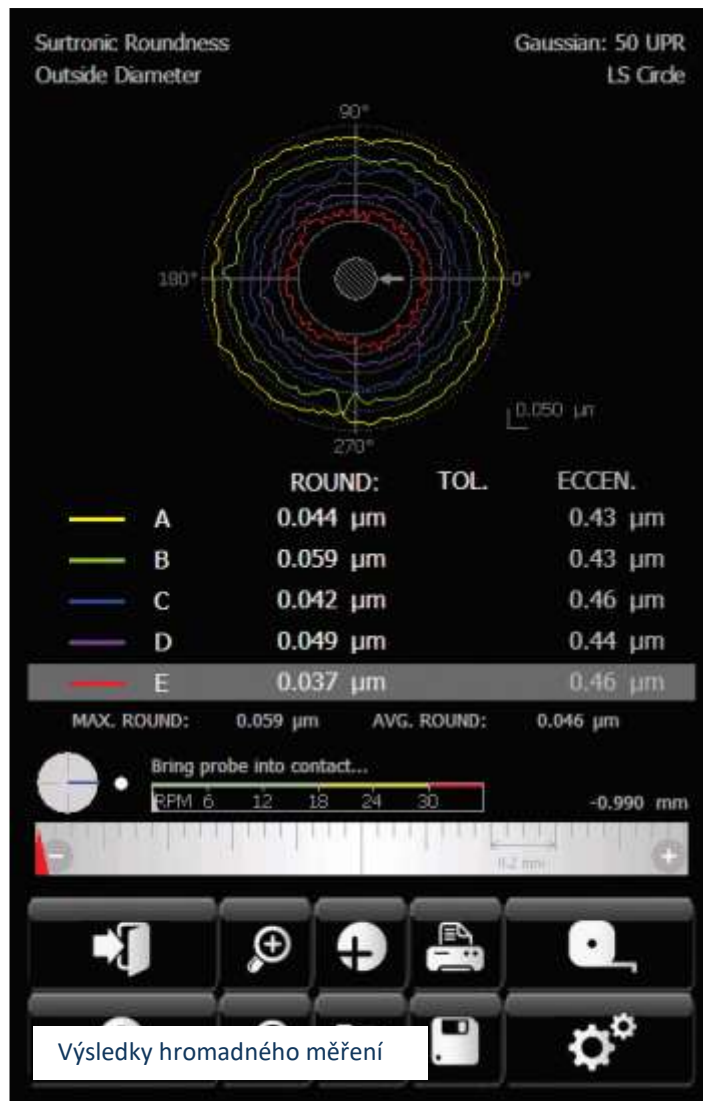 Surtronic Roundness Gaussian: 50 UPR
Outside Diameter LS Circle
90°
180° 0°
0.050 µm
270°
ROUND: TOL. ECCEN.
A 0.044 µm 0.43 µm
B 0.059 µm 0.43 µm
C 0.042 µm 0.46 µm
D 0.049 µm 0.44 µm
E 0.037 µm 0.46 µm
MAX. ROUND: 0.059 µm AVG. ROUND: 0.046 µm
Bring probe into contact...
RPM 6 12 18 24 30 -0.990 mm
0.2 mm
Výsledky hromadného měření